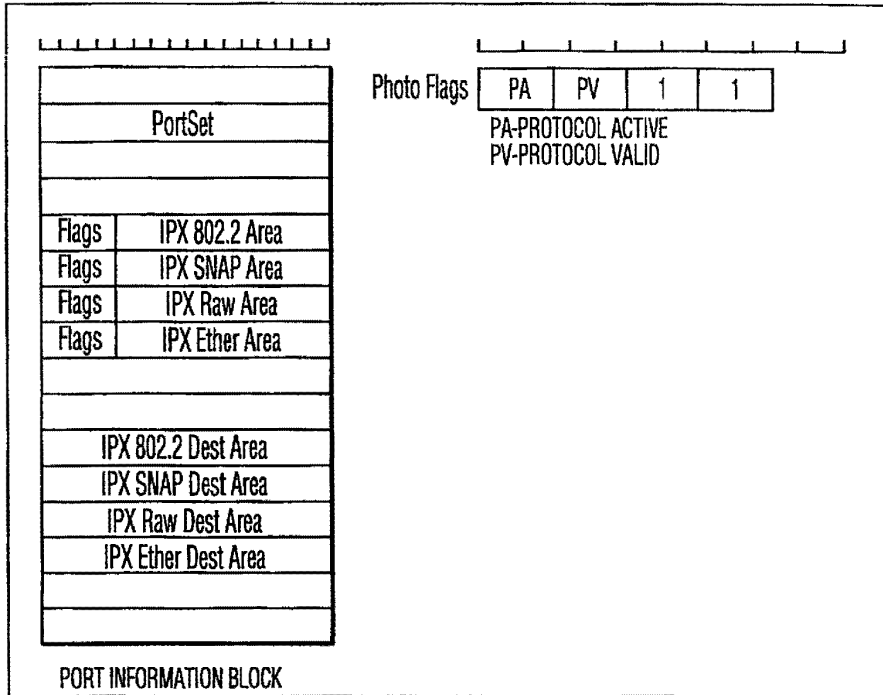 Photo Flags PA PV 1 1
PA-PROTOCOL ACTIVE
PV-PROTOCOL VALID
PortSet
Flags IPX 802.2 Area
Flags IPX SNAP Area
Flags IPX Raw Area
Flags IPX Ether Area
IPX 802.2 Dest Area
IPX SNAP Dest Area
IPX Raw Dest Area
IPX Ether Dest Area
PORT INFORMATION BLOCK